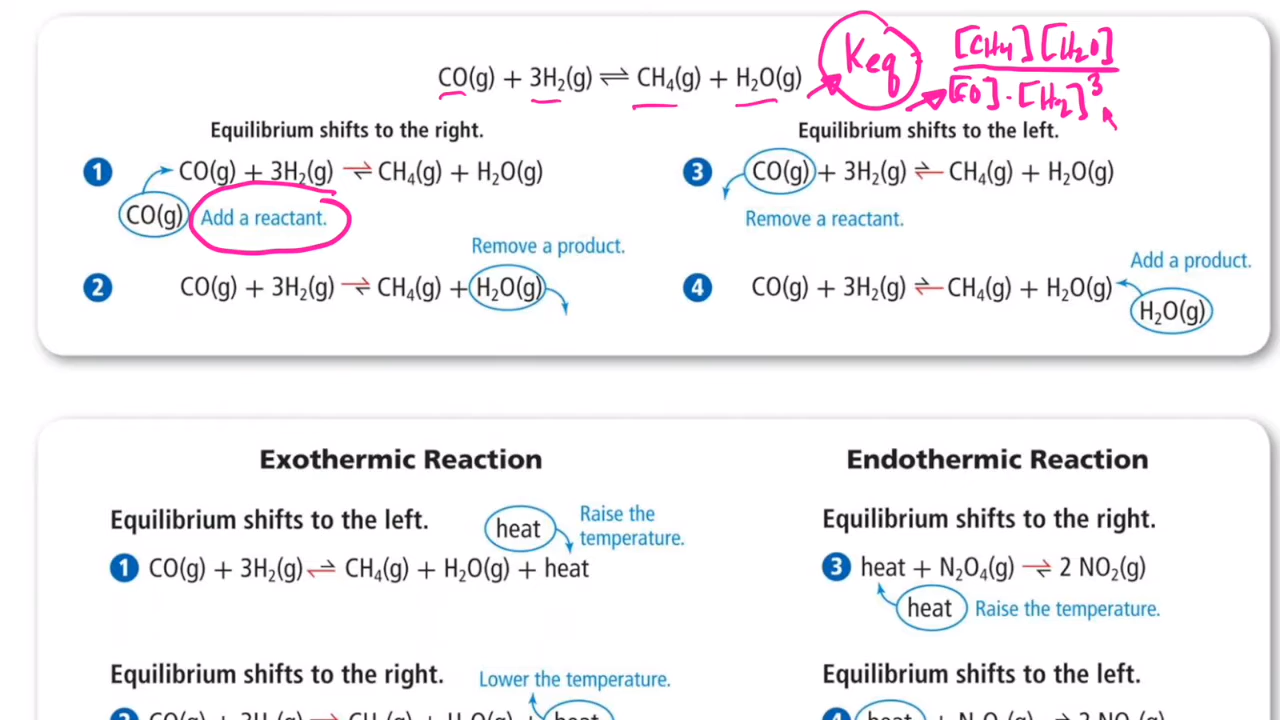 CO(g) + 3H₂(g) ⇌ CH₄(g) + H₂O(g)
Keq = [CH4] [H2O]
[CO] · [H2]³
Equilibrium shifts to the right.
1 CO(g) + 3H₂(g) ⇌ CH₄(g) + H₂O(g)
CO(g) Add a reactant.
Remove a product.
2 CO(g) + 3H₂(g) ⇌ CH₄(g) + H₂O(g)
Equilibrium shifts to the left.
3 CO(g) + 3H₂(g) ⇌ CH₄(g) + H₂O(g)
Remove a reactant.
Add a product.
4 CO(g) + 3H₂(g) ⇌ CH₄(g) + H₂O(g)
H₂O(g)
Exothermic Reaction
Equilibrium shifts to the left.
heat
Raise the
temperature.
1 CO(g) + 3H₂(g) ⇌ CH₄(g) + H₂O(g) + heat
Equilibrium shifts to the right.
Lower the temperature.
heat
Endothermic Reaction
Equilibrium shifts to the right.
3 heat + N₂O₄(g) ⇌ 2 NO₂(g)
heat Raise the temperature.
Equilibrium shifts to the left.
heat